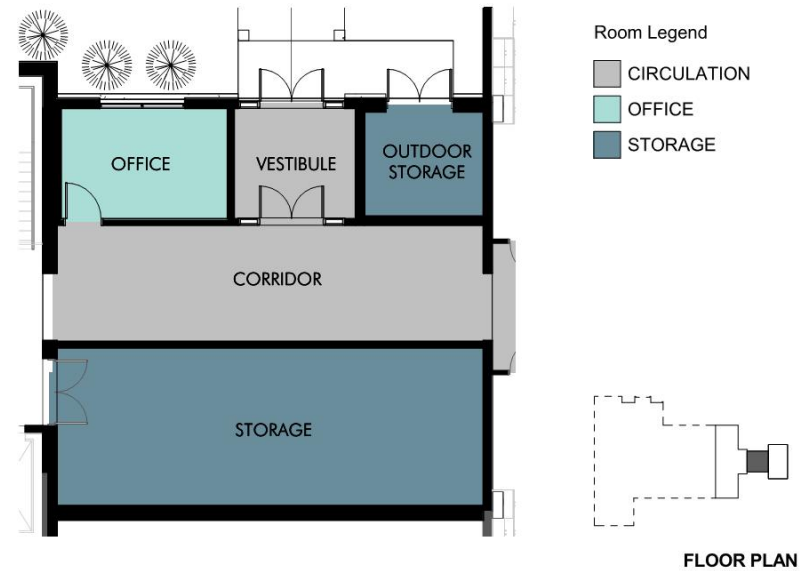 Room Legend
CIRCULATION
OFFICE
STORAGE
OFFICE
VESTIBULE
OUTDOOR
STORAGE
CORRIDOR
STORAGE
FLOOR PLAN